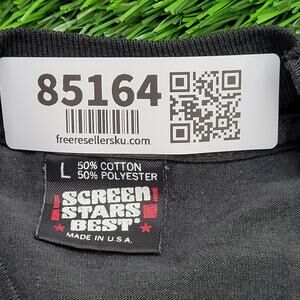 85164
freeresellersku.com
L 50% COTTON
50% POLYESTER
SCREEN
STARS
BEST
MADE IN U.S.A.